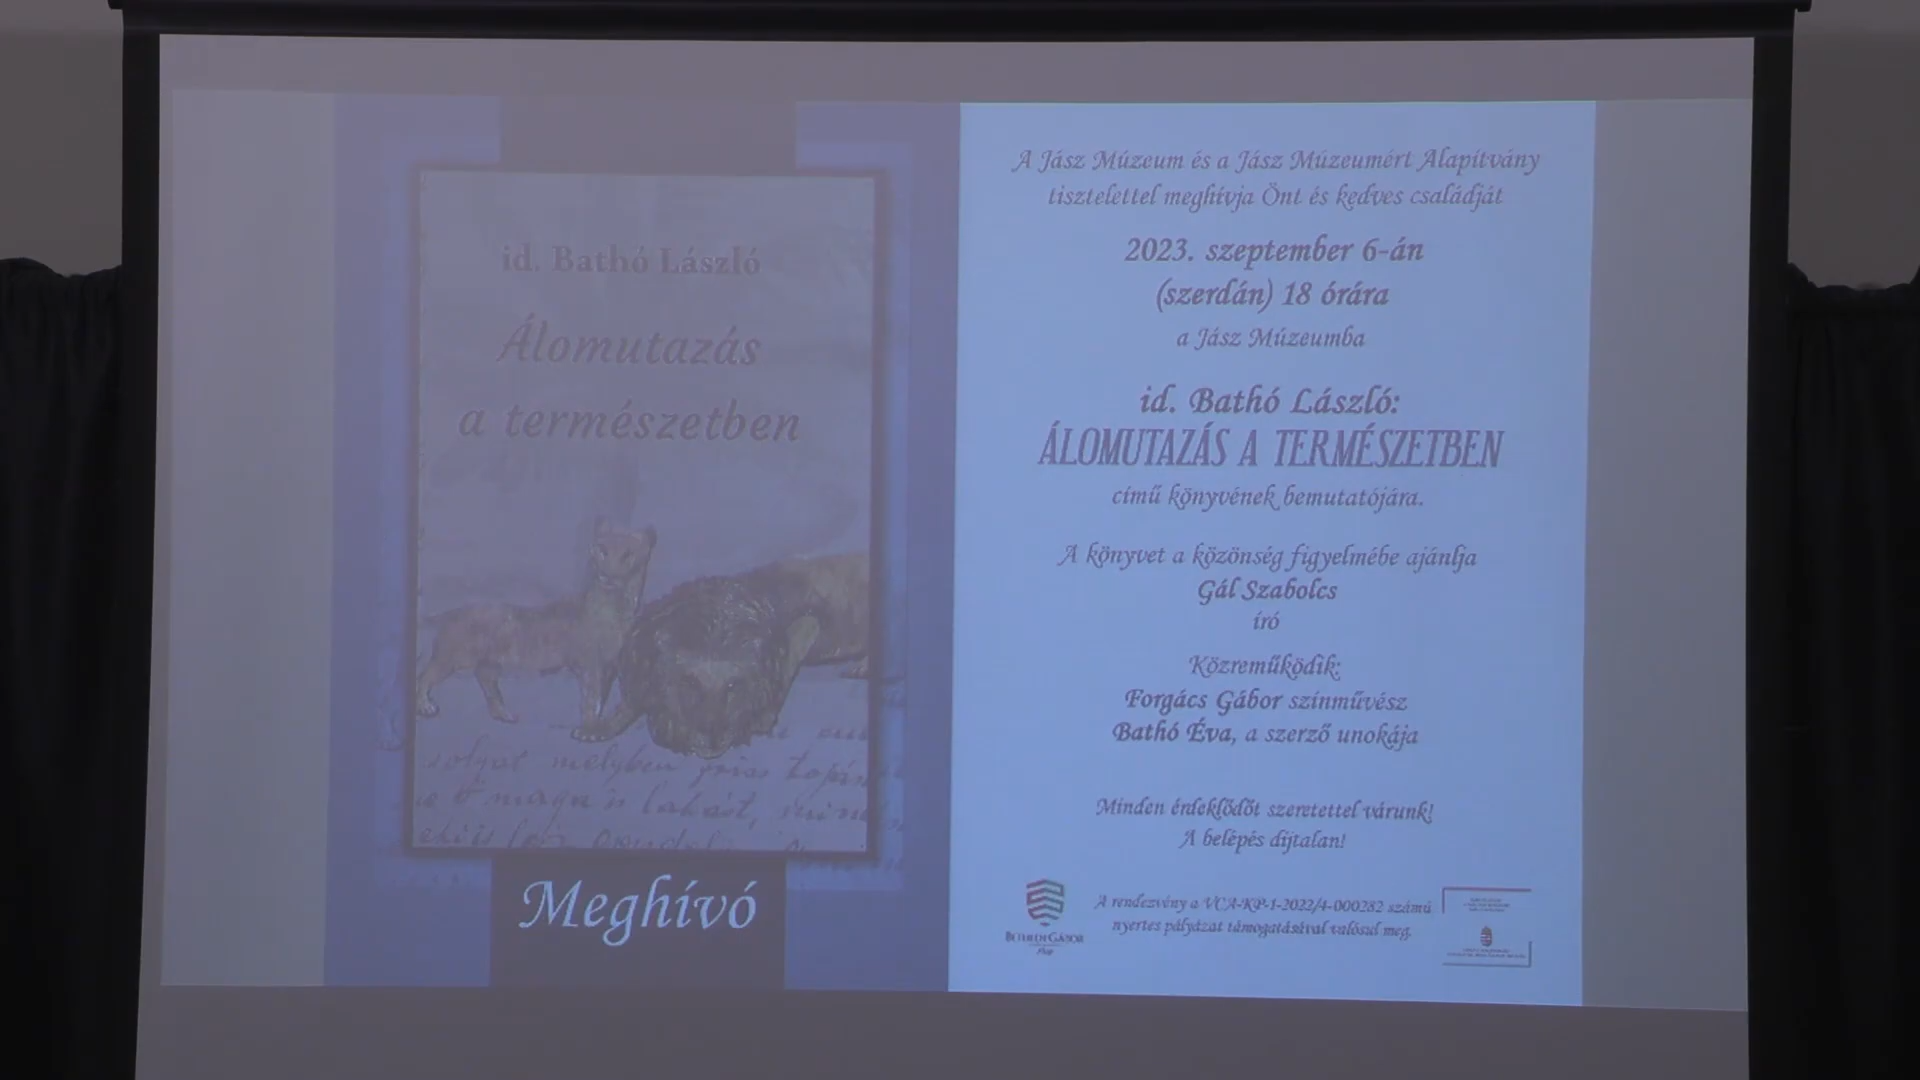 id. Bathó László
Álomutazás
a természetben
Meghívó
A Jász Múzeum és a Jász Múzeumért Alapítvány
tisztelettel meghívja Önt és kedves családját
2023. szeptember 6-án
(szerdán) 18 órára
a Jász Múzeumba
id. Bathó László:
ÁLOMUTAZÁS A TERMÉSZETBEN
című könyvének bemutatójára.
A könyvet a közönség figyelmébe ajánlja
Gál Szabolcs
író
Közreműködik:
Forgács Gábor színművész
Bathó Éva, a szerző unokája
Minden érdeklődőt szeretettel várunk!
A belépés díjtalan!
A rendezvény a VCA-KP-1-2022/4-000282 számú
nyertes pályázat támogatásával valósul meg.
BETHLEN GÁBOR
Alap